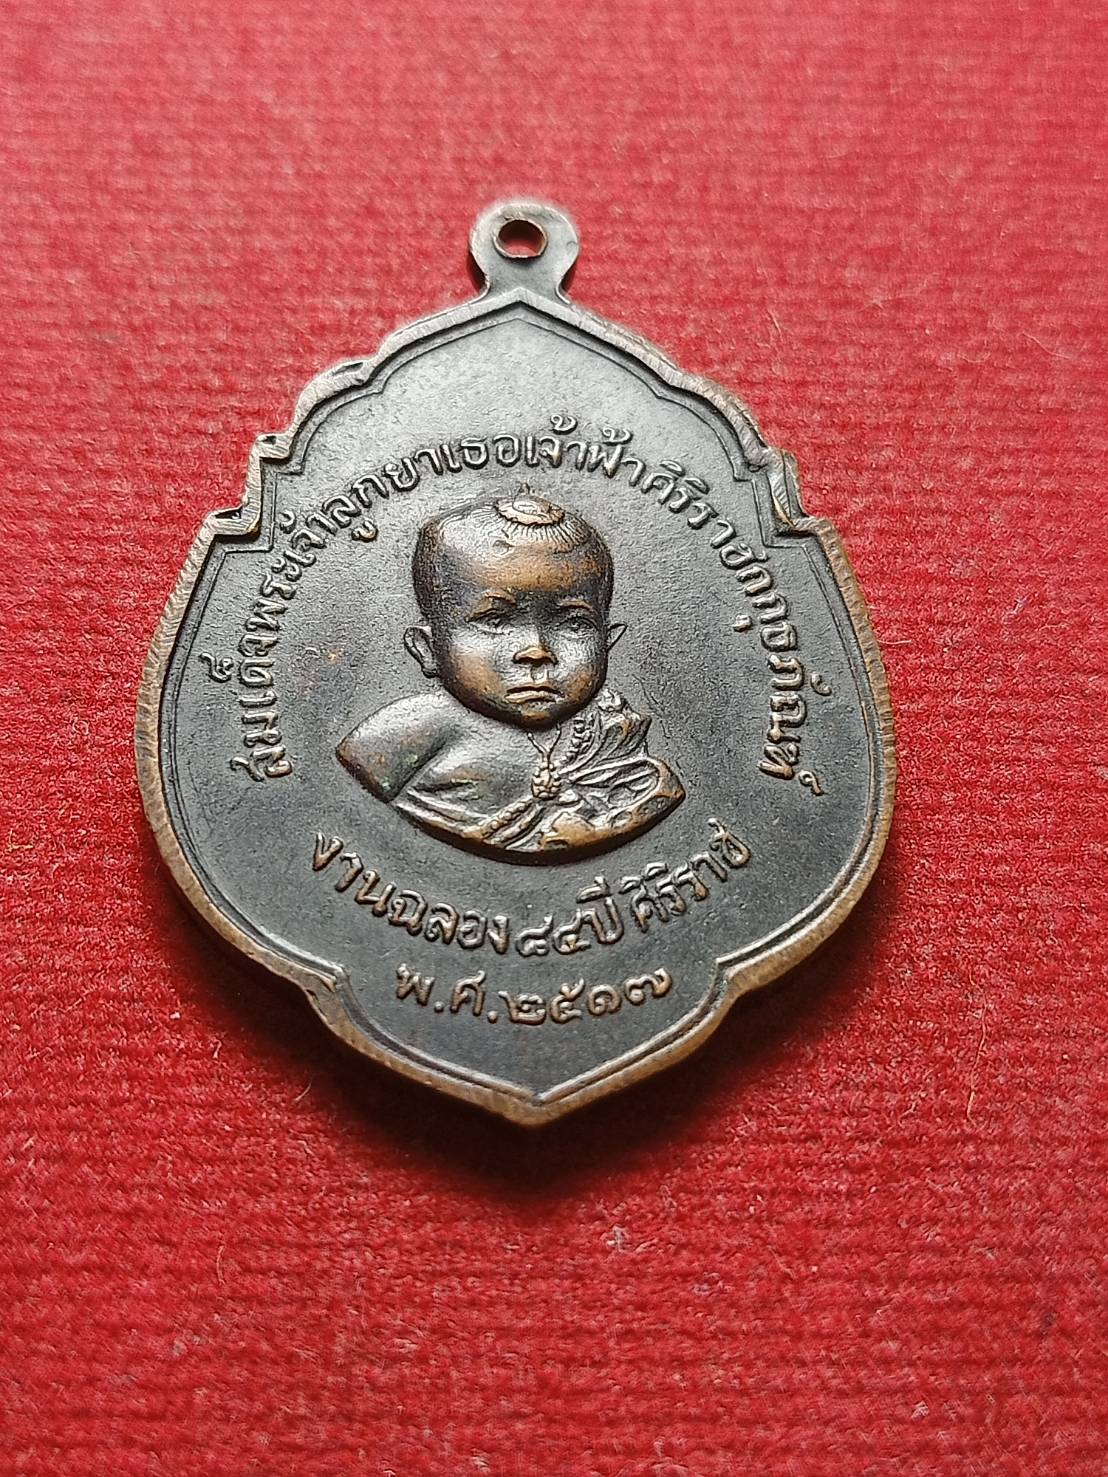 สมเด็จพระเจ้าลูกยาเธอเจ้าฟ้าศิริราชกกุธภัณฑ์
งานฉลอง๘๔ปี ศิริราช
พ.ศ.๒๕๑๗